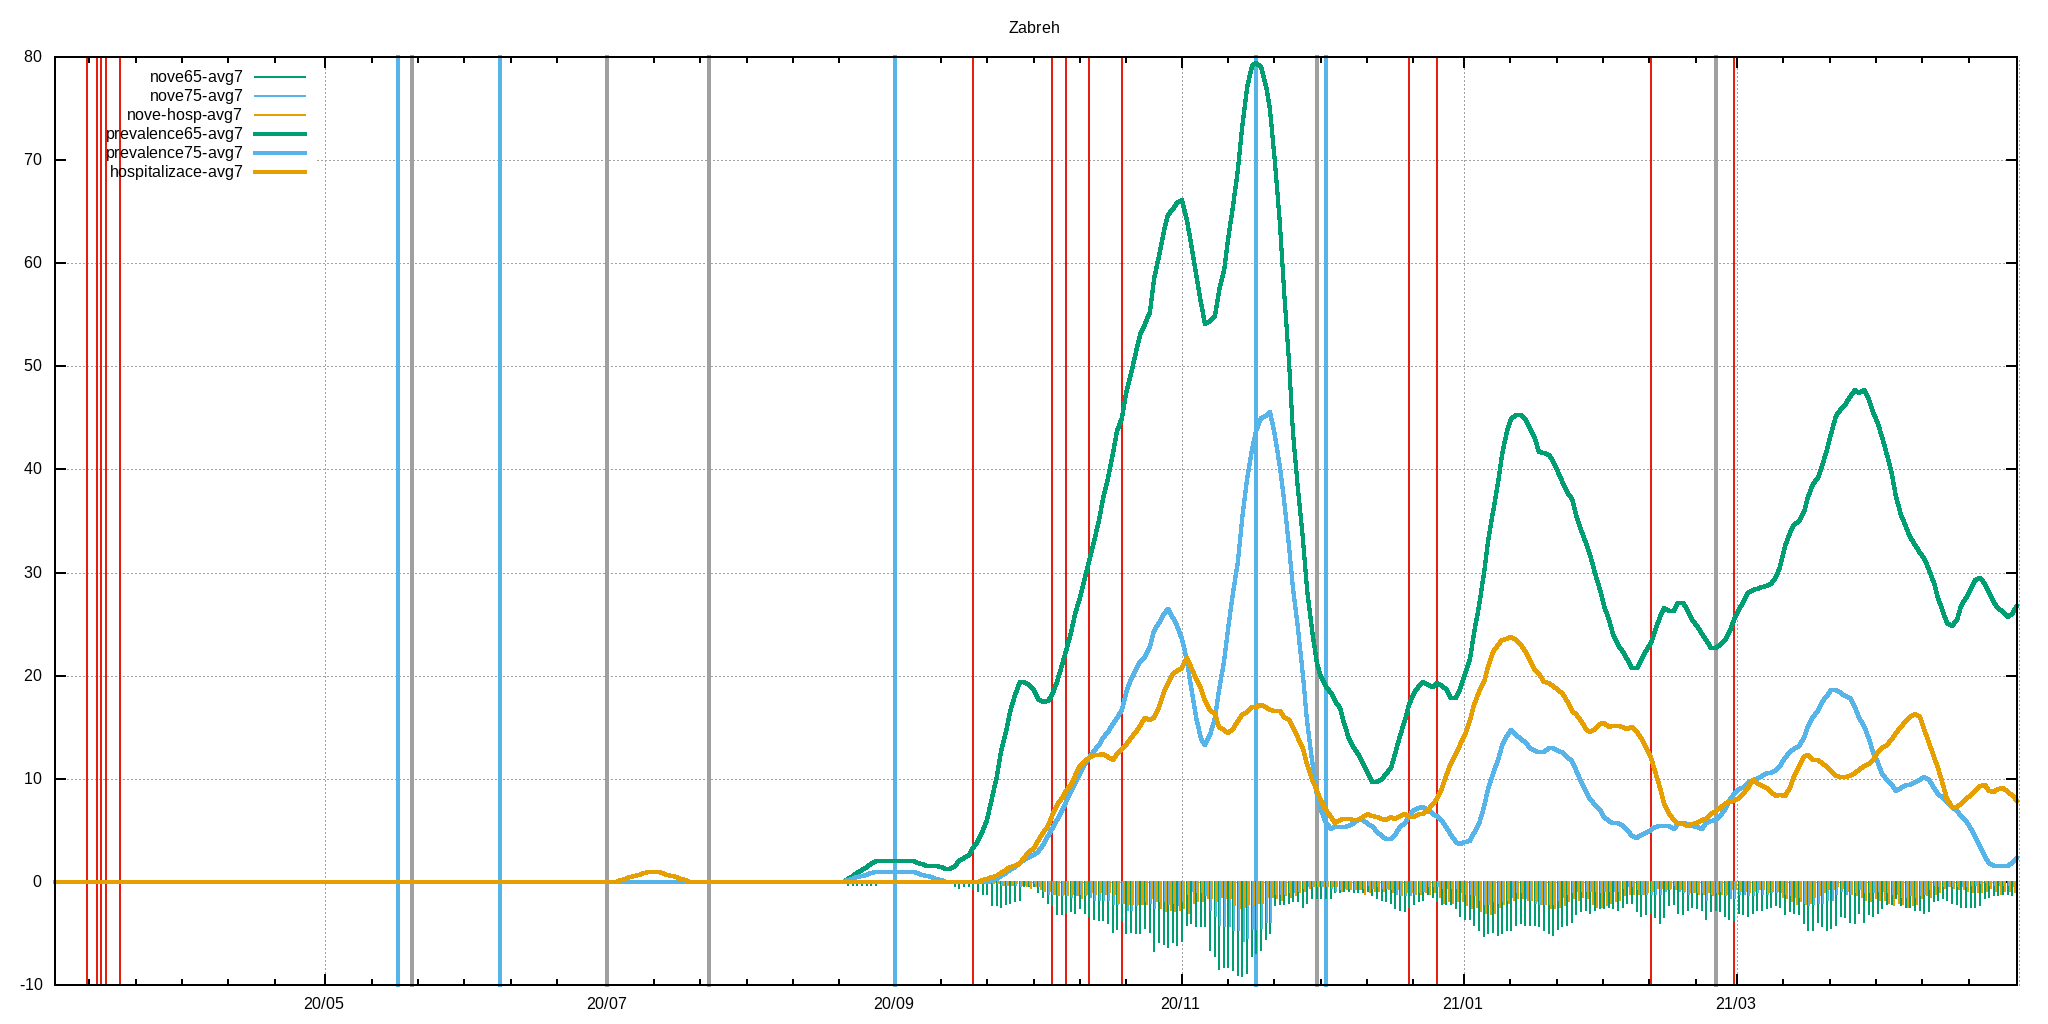 Zabreh
80
nove65-avg7
nove75-avg7
nove-hosp-avg7
prevalence65-avg7
prevalence75-avg7
hospitalizace-avg7
70
60
50
40
30
20
10
0
-10
20/05 20/07 20/09 20/11 21/01 21/03